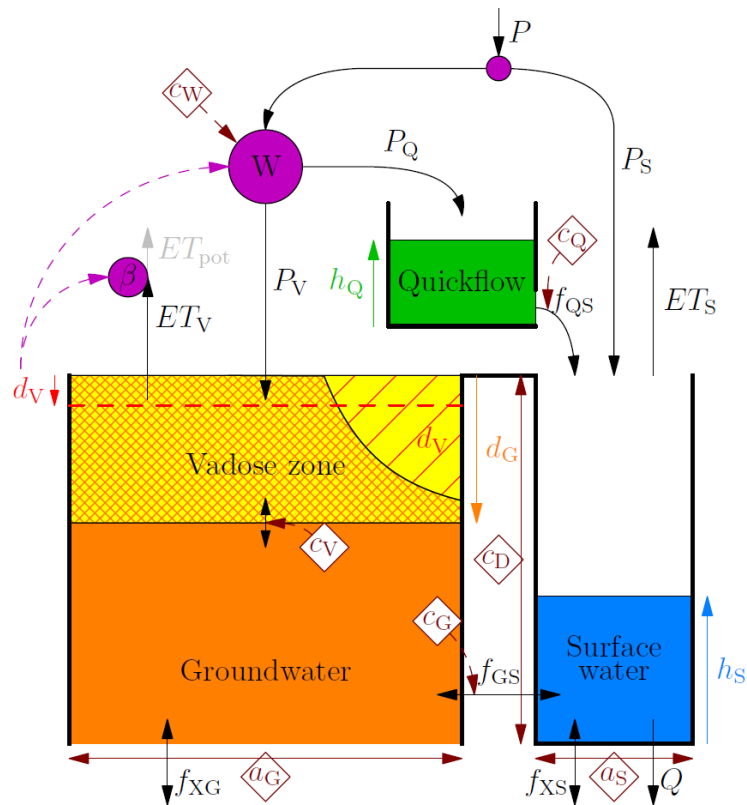 P
c_W
W
P_Q
P_S
c_Q
ET_pot
β
P_V
h_Q
Quickflow
f_QS
ET_S
ET_V
d_V
d_V
d_G
Vadose zone
c_V
c_D
c_G
Groundwater
f_GS
Surface
water
h_S
f_XG
a_G
f_XS
a_S
Q